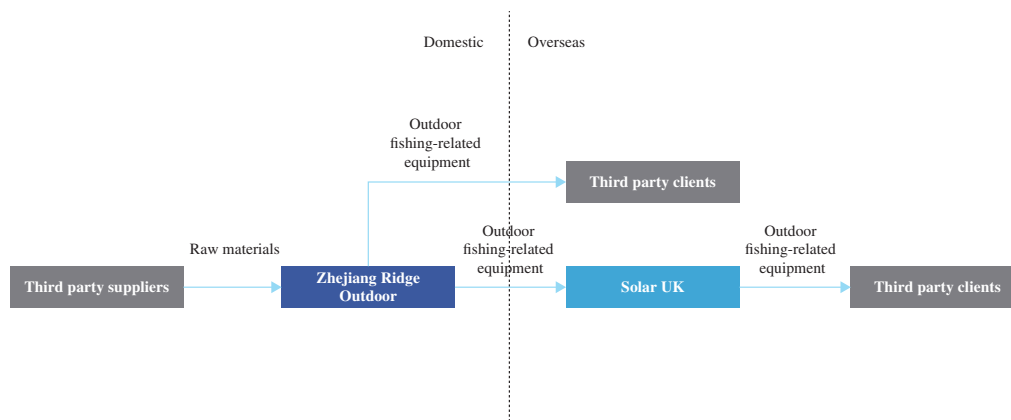 Domestic
Overseas
Outdoor
fishing-related
equipment
Third party clients
Raw materials
Outdoor
fishing-related
equipment
Outdoor
fishing-related
equipment
Third party suppliers
Zhejiang Ridge
Outdoor
Solar UK
Third party clients